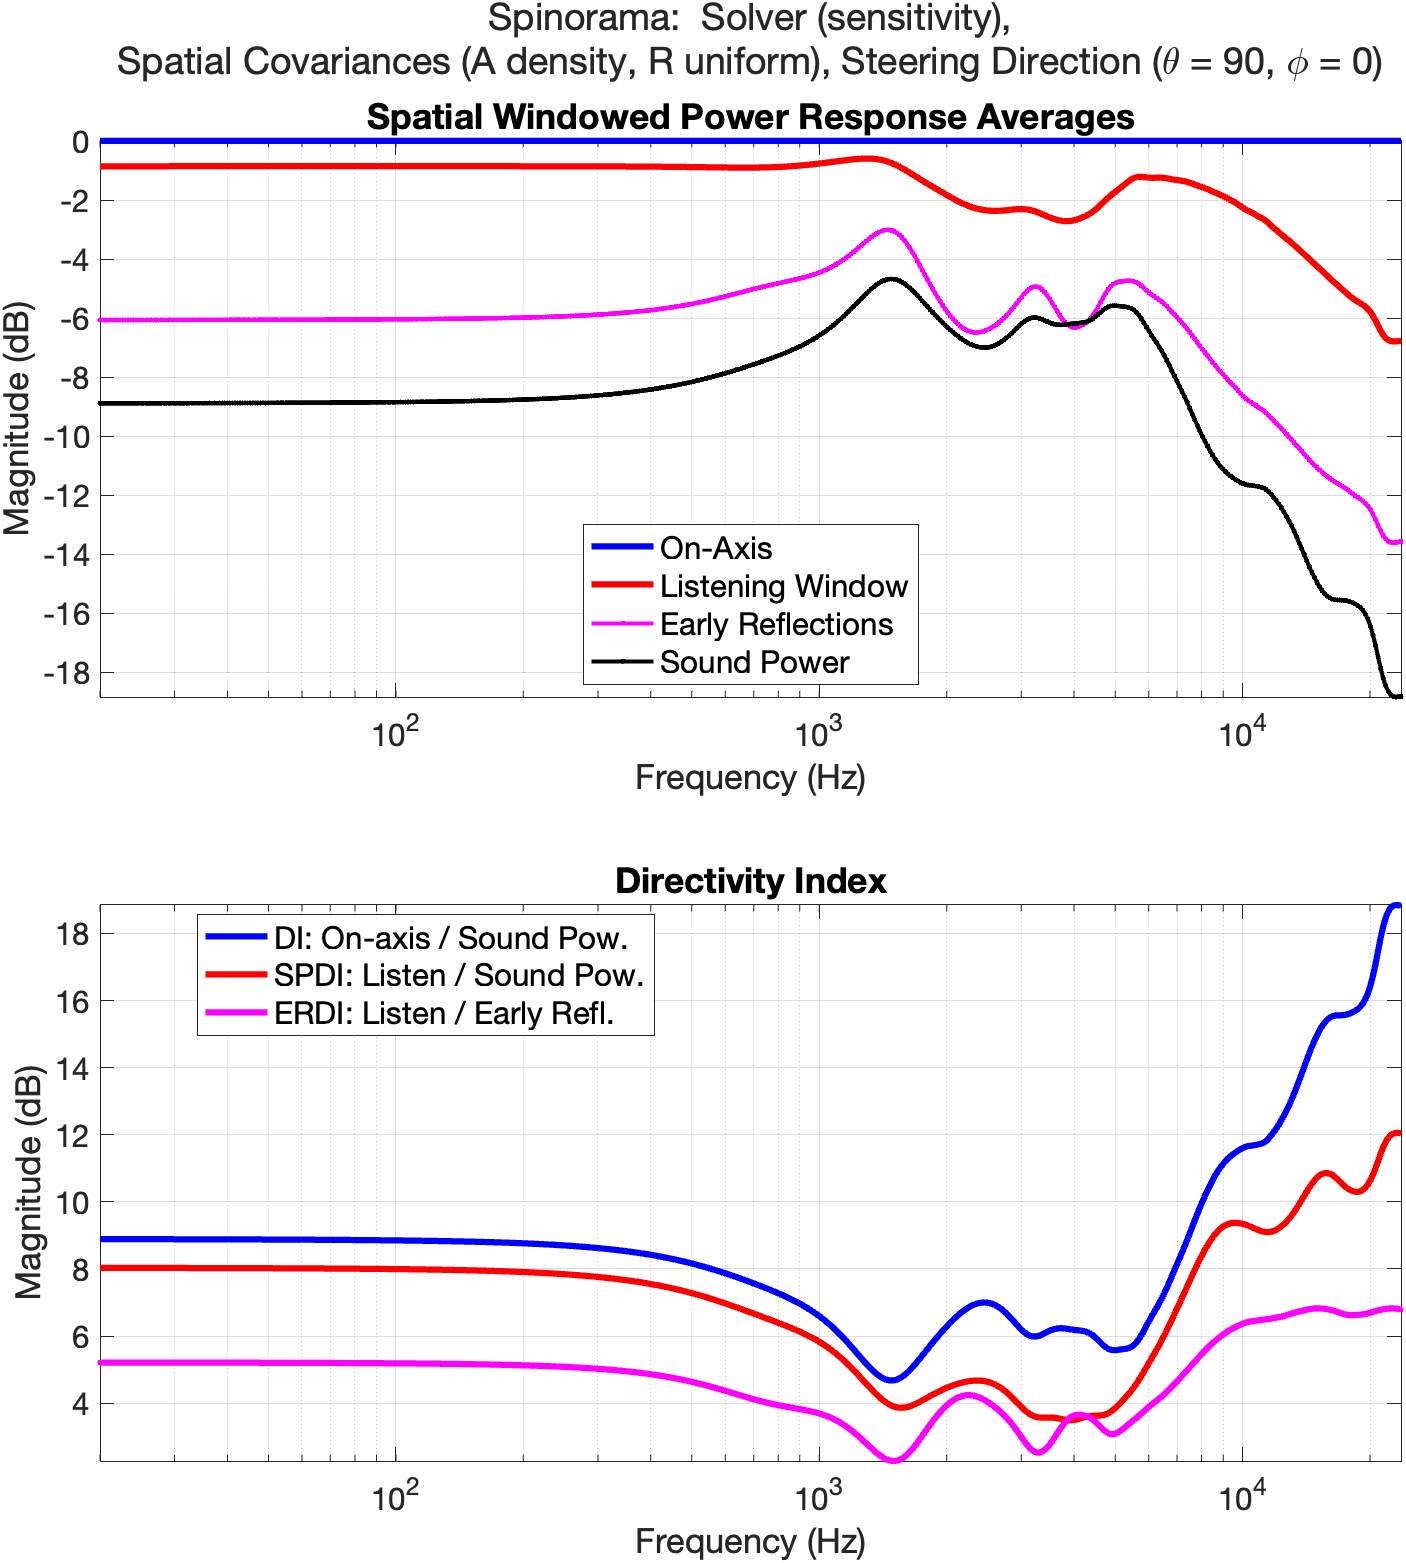 Spinorama:  Solver (sensitivity),
Spatial Covariances (A density, R uniform), Steering Direction (θ = 90, ϕ = 0)
Spatial Windowed Power Response Averages
Magnitude (dB)
0
-2
-4
-6
-8
-10
-12
-14
-16
-18
On-Axis
Listening Window
Early Reflections
Sound Power
10² 10³ 10⁴
Frequency (Hz)
Directivity Index
Magnitude (dB)
18
16
14
12
10
8
6
4
DI: On-axis / Sound Pow.
SPDI: Listen / Sound Pow.
ERDI: Listen / Early Refl.
10² 10³ 10⁴
Frequency (Hz)